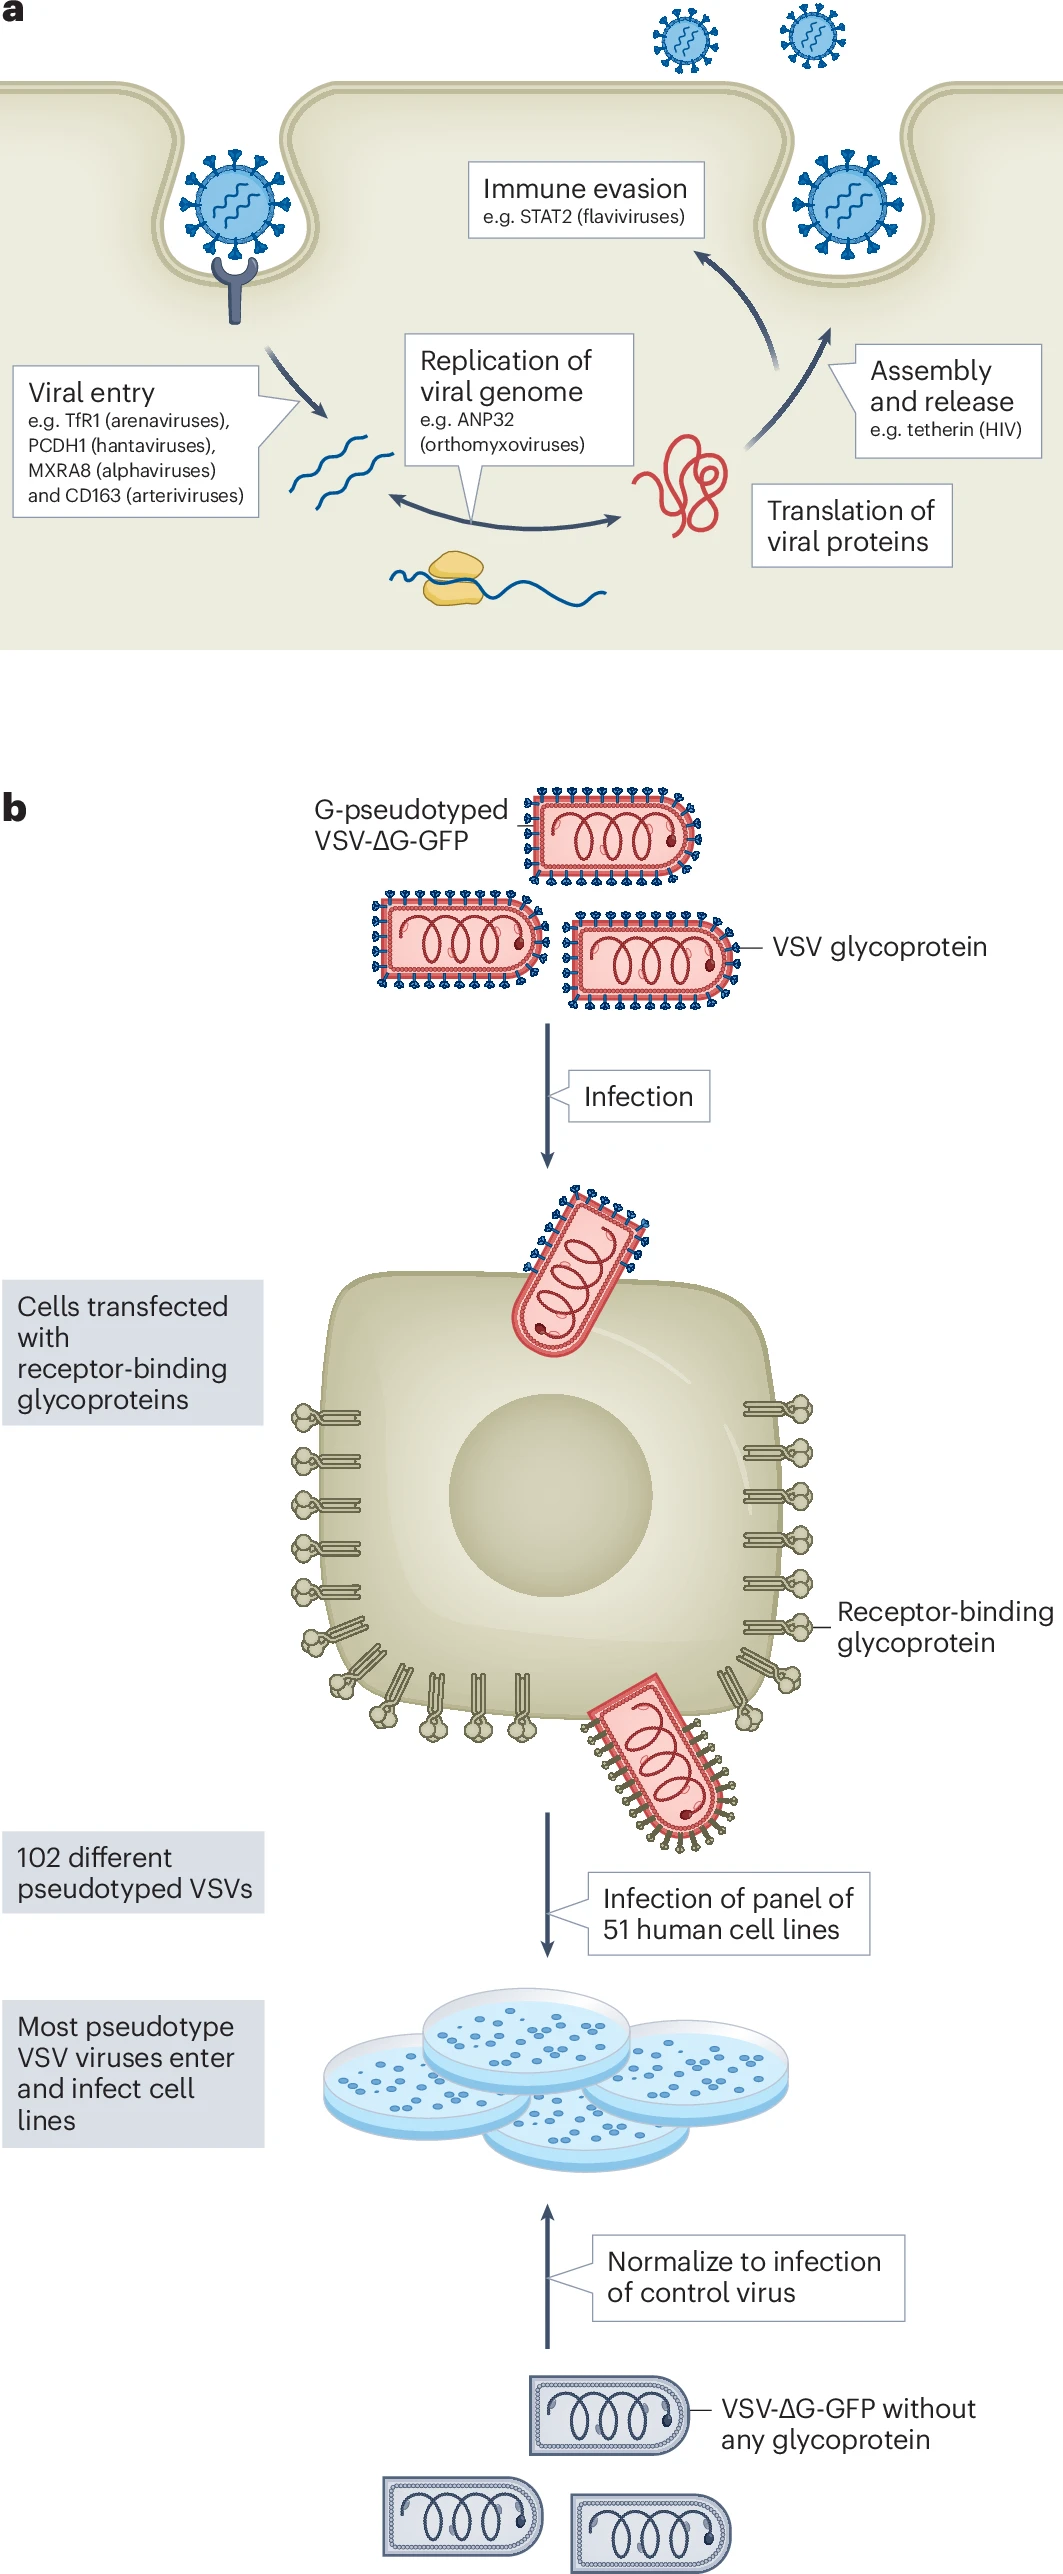 a
Immune evasion
e.g. STAT2 (flaviviruses)
Viral entry
e.g. TfR1 (arenaviruses),
PCDH1 (hantaviruses),
MXRA8 (alphaviruses)
and CD163 (arteriviruses)
Replication of
viral genome
e.g. ANP32
(orthomyxoviruses)
Assembly
and release
e.g. tetherin (HIV)
Translation of
viral proteins
b
G-pseudotyped
VSV-ΔG-GFP
VSV glycoprotein
Infection
Cells transfected
with
receptor-binding
glycoproteins
Receptor-binding
glycoprotein
102 different
pseudotyped VSVs
Infection of panel of
51 human cell lines
Most pseudotype
VSV viruses enter
and infect cell
lines
Normalize to infection
of control virus
VSV-ΔG-GFP without
any glycoprotein